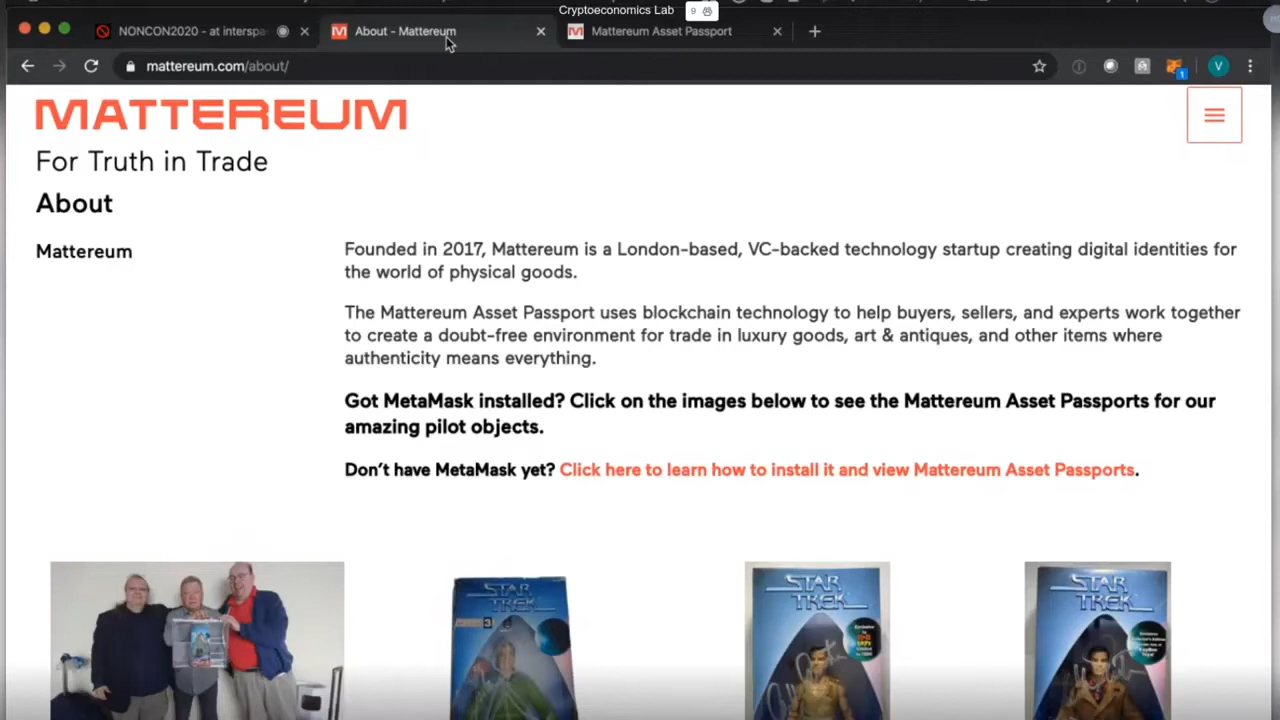 Cryptoeconomics Lab 9
NONCON2020 - at interspa
About - Mattereum
Mattereum Asset Passport
mattereum.com/about/
1
V
MATTEREUM
For Truth in Trade
About
Mattereum
Founded in 2017, Mattereum is a London-based, VC-backed technology startup creating digital identities for
the world of physical goods.
The Mattereum Asset Passport uses blockchain technology to help buyers, sellers, and experts work together
to create a doubt-free environment for trade in luxury goods, art & antiques, and other items where
authenticity means everything.
Got MetaMask installed? Click on the images below to see the Mattereum Asset Passports for our
amazing pilot objects.
Don't have MetaMask yet? Click here to learn how to install it and view Mattereum Asset Passports.
STAR
TREK
3
STAR
TREK
STAR
TREK